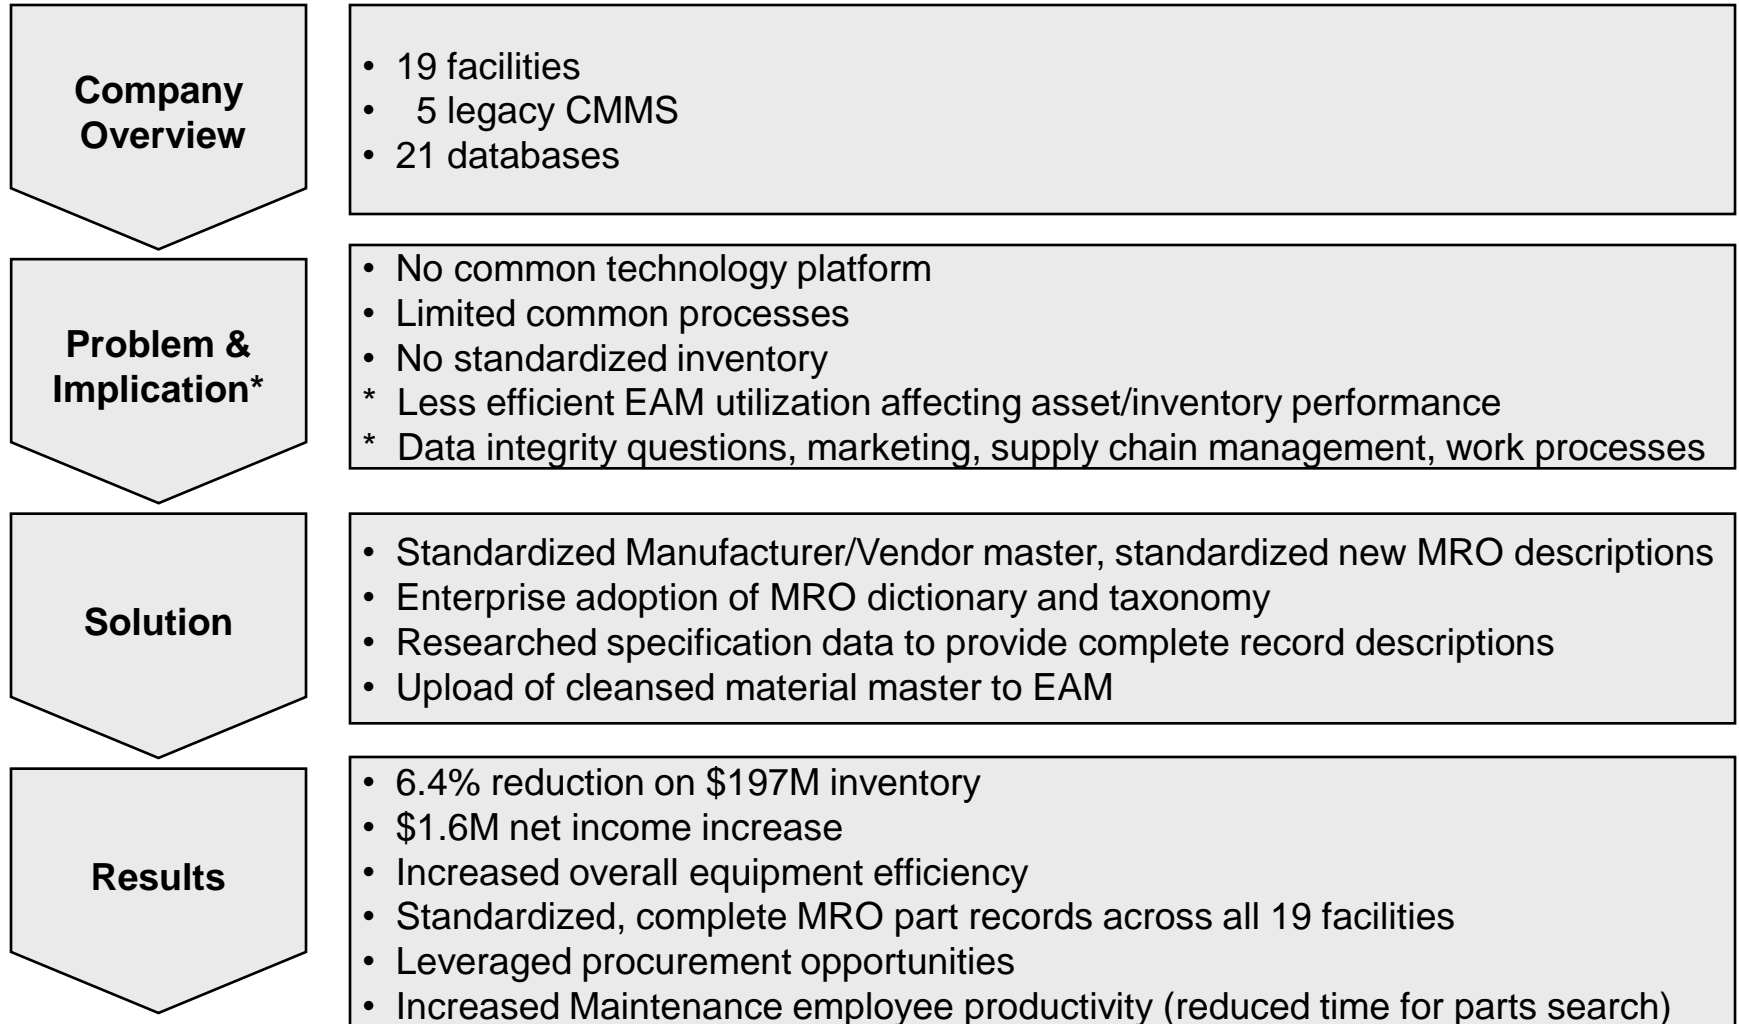 Company
Overview
• 19 facilities
• 5 legacy CMMS
• 21 databases
Problem &
Implication*
• No common technology platform
• Limited common processes
• No standardized inventory
* Less efficient EAM utilization affecting asset/inventory performance
* Data integrity questions, marketing, supply chain management, work processes
Solution
• Standardized Manufacturer/Vendor master, standardized new MRO descriptions
• Enterprise adoption of MRO dictionary and taxonomy
• Researched specification data to provide complete record descriptions
• Upload of cleansed material master to EAM
Results
• 6.4% reduction on $197M inventory
• $1.6M net income increase
• Increased overall equipment efficiency
• Standardized, complete MRO part records across all 19 facilities
• Leveraged procurement opportunities
• Increased Maintenance employee productivity (reduced time for parts search)